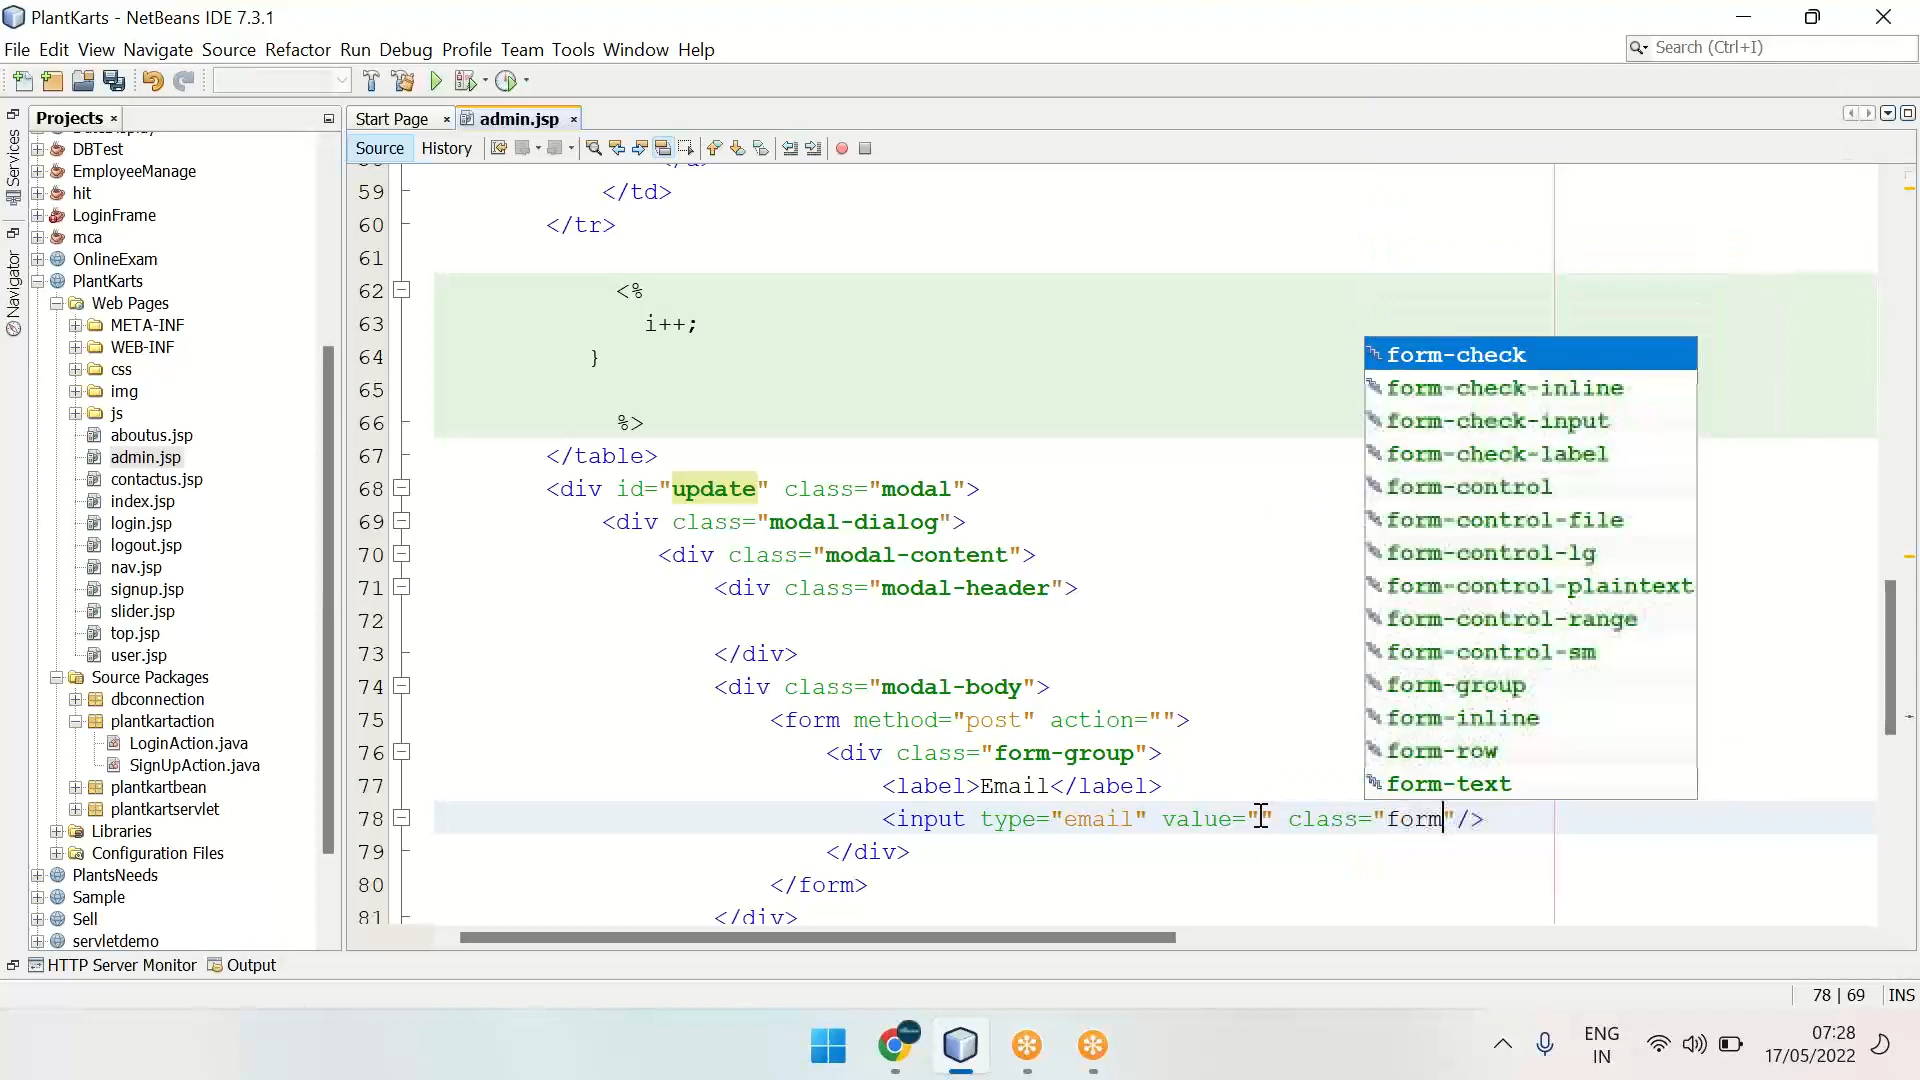 PlantKarts - NetBeans IDE 7.3.1
File Edit View Navigate Source Refactor Run Debug Profile Team Tools Window Help
Search (Ctrl+I)
Services
Navigator
Projects ×
DBTest
EmployeeManage
hit
LoginFrame
mca
OnlineExam
PlantKarts
Web Pages
META-INF
WEB-INF
css
img
js
aboutus.jsp
admin.jsp
contactus.jsp
index.jsp
login.jsp
logout.jsp
nav.jsp
signup.jsp
slider.jsp
top.jsp
user.jsp
Source Packages
dbconnection
plantkartaction
LoginAction.java
SignUpAction.java
plantkartbean
plantkartservlet
Libraries
Configuration Files
PlantsNeeds
Sample
Sell
servletdemo
Start Page × admin.jsp ×
Source History
59 </td>
60 </tr>
61
62 <%
63 i++;
64 }
65
66 %>
67 </table>
68 <div id="update" class="modal">
69 <div class="modal-dialog">
70 <div class="modal-content">
71 <div class="modal-header">
72
73 </div>
74 <div class="modal-body">
75 <form method="post" action="">
76 <div class="form-group">
77 <label>Email</label>
78 <input type="email" value="" class="form"/>
79 </div>
80 </form>
81 </div>
form-check
form-check-inline
form-check-input
form-check-label
form-control
form-control-file
form-control-lg
form-control-plaintext
form-control-range
form-control-sm
form-group
form-inline
form-row
form-text
HTTP Server Monitor Output
78 | 69 INS
ENG
IN
07:28
17/05/2022